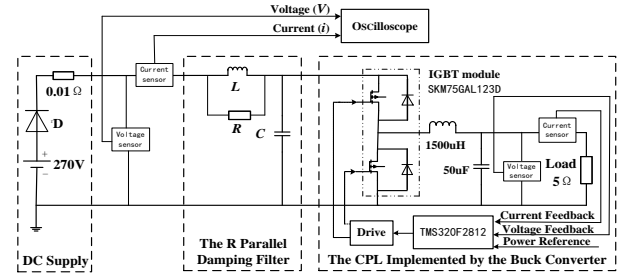 Voltage (V)
Current (i)
Oscilloscope
0.01 Ω
Current
sensor
L
R
C
IGBT module
SKM75GAL123D
D
Voltage
sensor
+
270V
−
1500uH
50uF
Current
sensor
Voltage
sensor
Load
5 Ω
Drive
TMS320F2812
Current Feedback
Voltage Feedback
Power Reference
DC Supply
The R Parallel
Damping Filter
The CPL Implemented by the Buck Converter